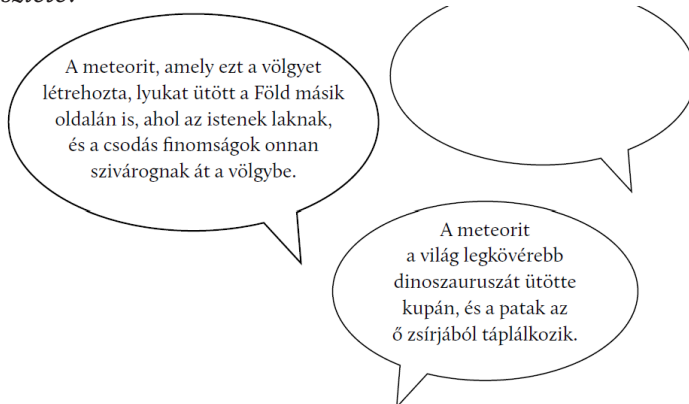 A meteorit, amely ezt a völgyet
létrehozta, lyukat ütött a Föld másik
oldalán is, ahol az istenek laknak,
és a csodás finomságok onnan
szivárognak át a völgybe.
A meteorit
a világ legkövérebb
dinoszauruszát ütötte
kupán, és a patak az
ő zsírjából táplálkozik.